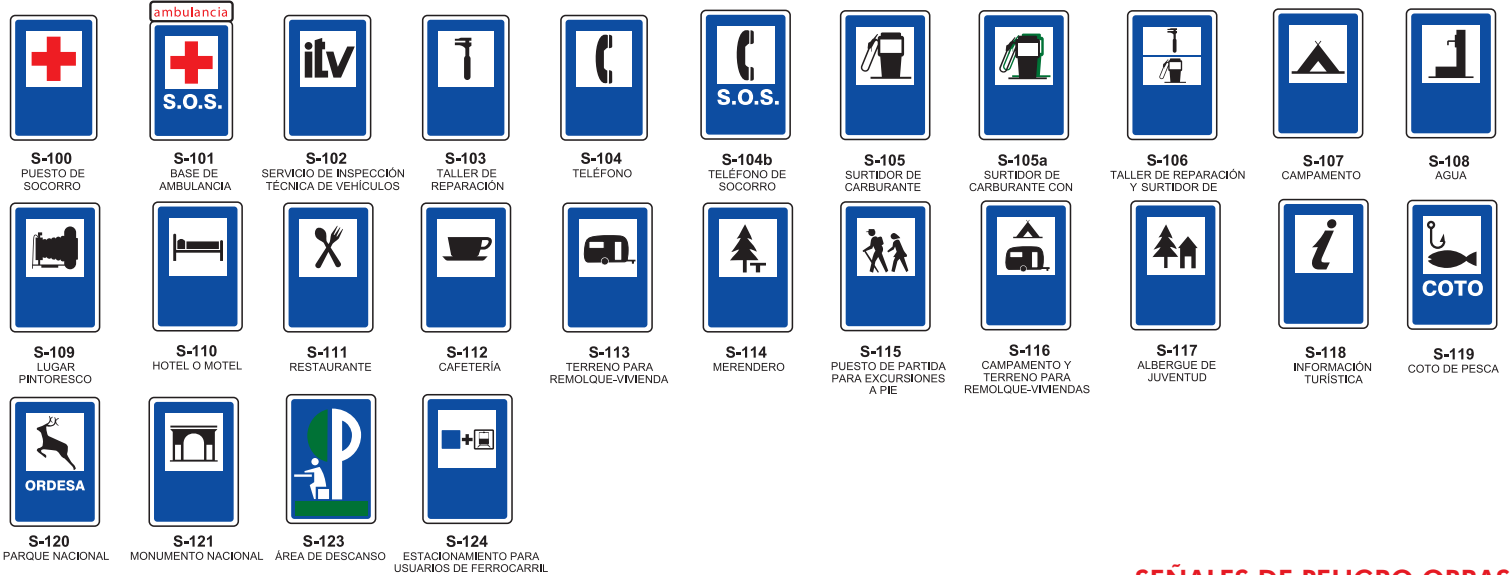 ambulancia
S.O.S.
itv
S.O.S.
S-100
PUESTO DE
SOCORRO
S-101
BASE DE
AMBULANCIA
S-102
SERVICIO DE INSPECCIÓN
TÉCNICA DE VEHÍCULOS
S-103
TALLER DE
REPARACIÓN
S-104
TELÉFONO
S-104b
TELÉFONO DE
SOCORRO
S-105
SURTIDOR DE
CARBURANTE
S-105a
SURTIDOR DE
CARBURANTE CON
S-106
TALLER DE REPARACIÓN
Y SURTIDOR DE
S-107
CAMPAMENTO
S-108
AGUA
i
COTO
S-109
LUGAR
PINTORESCO
S-110
HOTEL O MOTEL
S-111
RESTAURANTE
S-112
CAFETERÍA
S-113
TERRENO PARA
REMOLQUE-VIVIENDA
S-114
MERENDERO
S-115
PUESTO DE PARTIDA
PARA EXCURSIONES
A PIE
S-116
CAMPAMENTO Y
TERRENO PARA
REMOLQUE-VIVIENDAS
S-117
ALBERGUE DE
JUVENTUD
S-118
INFORMACIÓN
TURÍSTICA
S-119
COTO DE PESCA
ORDESA
P
S-120
PARQUE NACIONAL
S-121
MONUMENTO NACIONAL
S-123
ÁREA DE DESCANSO
S-124
ESTACIONAMIENTO PARA
USUARIOS DE FERROCARRIL
SEÑALES DE PELIGRO OBRAS